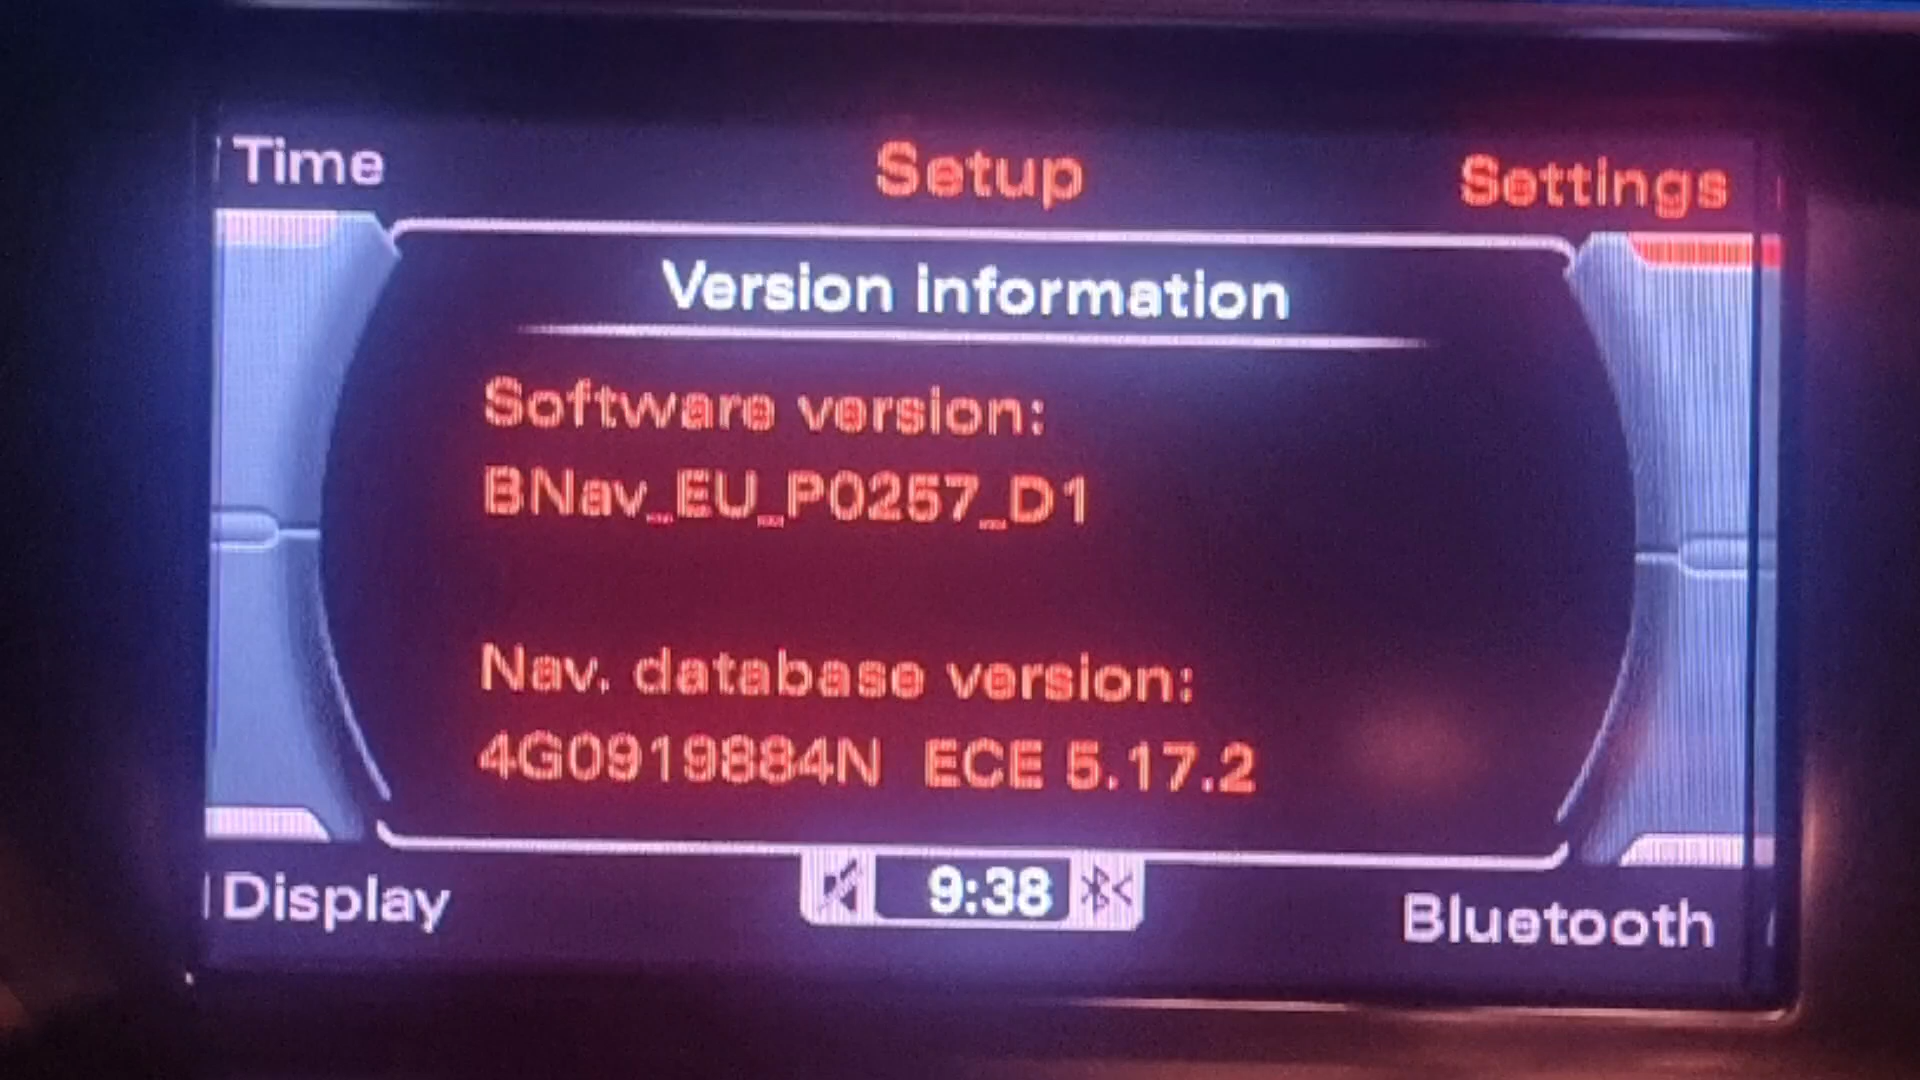 Time
Setup
Settings
Version information
Software version:
BNav_EU_P0257_D1
Nav. database version:
4G0919884N ECE 5.17.2
Display
9:38
Bluetooth